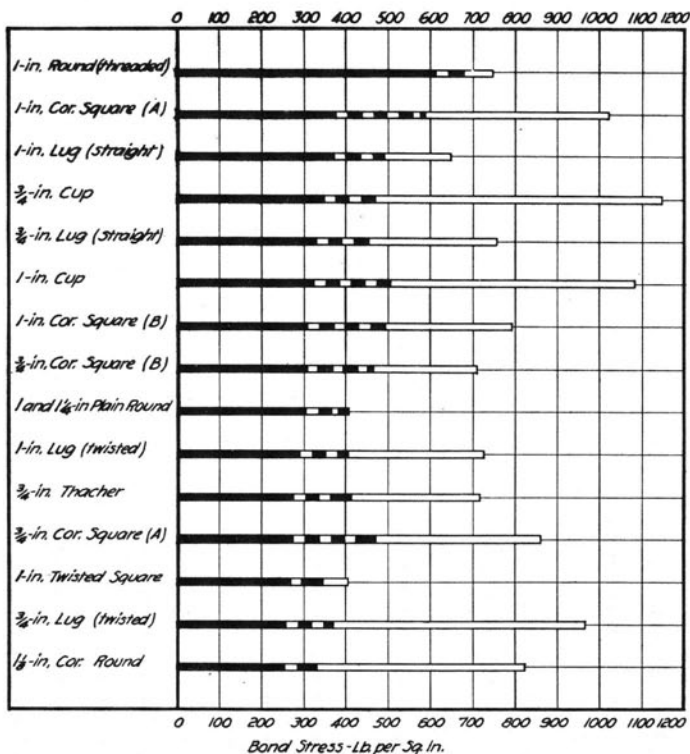 0 100 200 300 400 500 600 700 800 900 1000 1100 1200
1-in. Round (threaded)
1-in. Cor. Square (A)
1-in. Lug (straight)
3/4-in. Cup
3/4-in. Lug (straight)
1-in. Cup
1-in. Cor. Square (B)
3/4-in. Cor. Square (B)
1 and 1 1/4-in Plain Round
1-in. Lug (twisted)
3/4-in. Thacher
3/4-in. Cor. Square (A)
1-in. Twisted Square
3/4-in. Lug (twisted)
1 1/8-in. Cor. Round
0 100 200 300 400 500 600 700 800 900 1000 1100 1200
Bond Stress - Lb. per Sq. In.